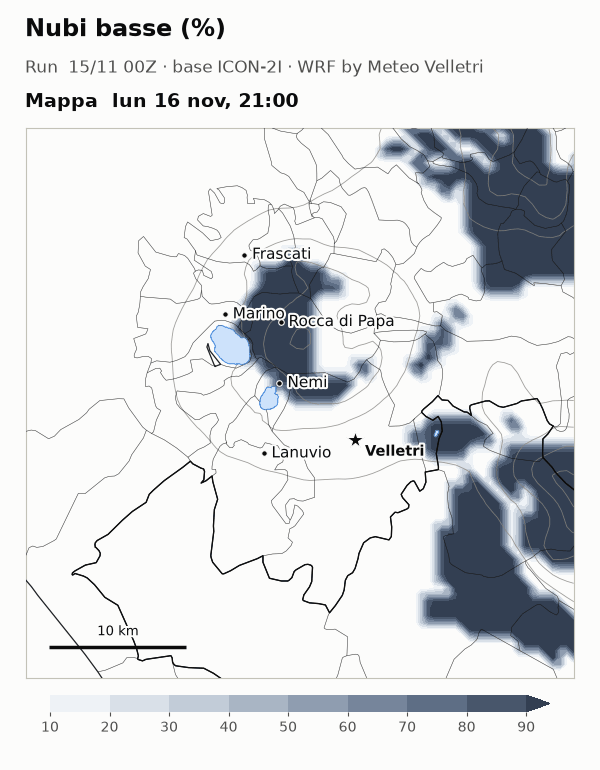 Nubi basse (%)
Run  15/11 00Z · base ICON-2I · WRF by Meteo Velletri
Mappa  lun 16 nov, 21:00
Frascati
Marino
Rocca di Papa
Nemi
Velletri
Lanuvio
10 km
10 20 30 40 50 60 70 80 90